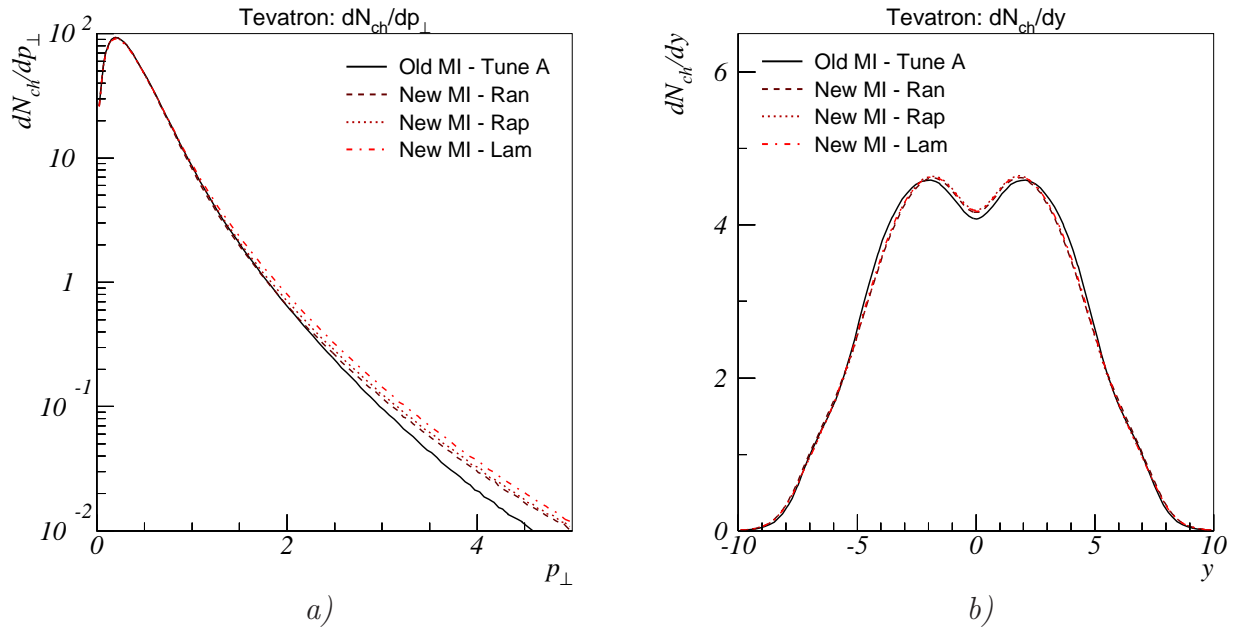 Tevatron: dN_ch/dp_⊥
dN_ch/dp_⊥
10^2
10
1
10^-1
10^-2
Old MI - Tune A
New MI - Ran
New MI - Rap
New MI - Lam
0 2 4
p_⊥
a)
Tevatron: dN_ch/dy
dN_ch/dy
6
4
2
0
Old MI - Tune A
New MI - Ran
New MI - Rap
New MI - Lam
-10 -5 0 5 10
y
b)